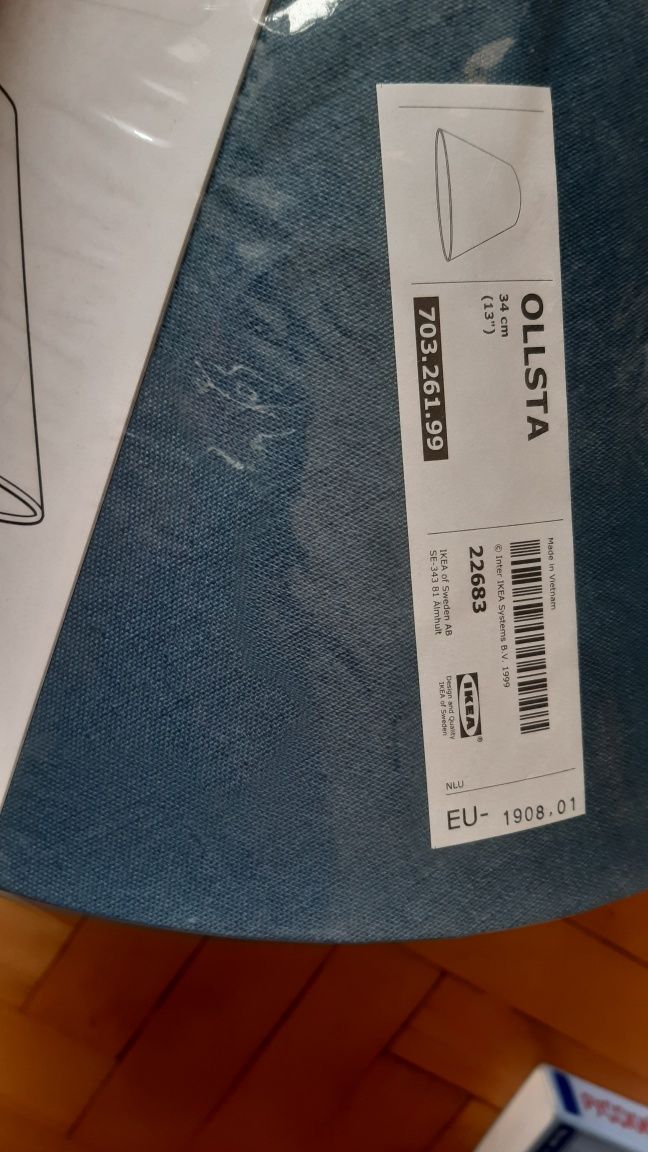 OLLSTA
34 cm
(13")
703.261.99
Made in Vietnam
© Inter IKEA Systems B.V. 1999
22683
IKEA of Sweden AB
SE-343 81 Älmhult
IKEA®
Design and Quality
IKEA of Sweden
NLU
EU- 1908.01